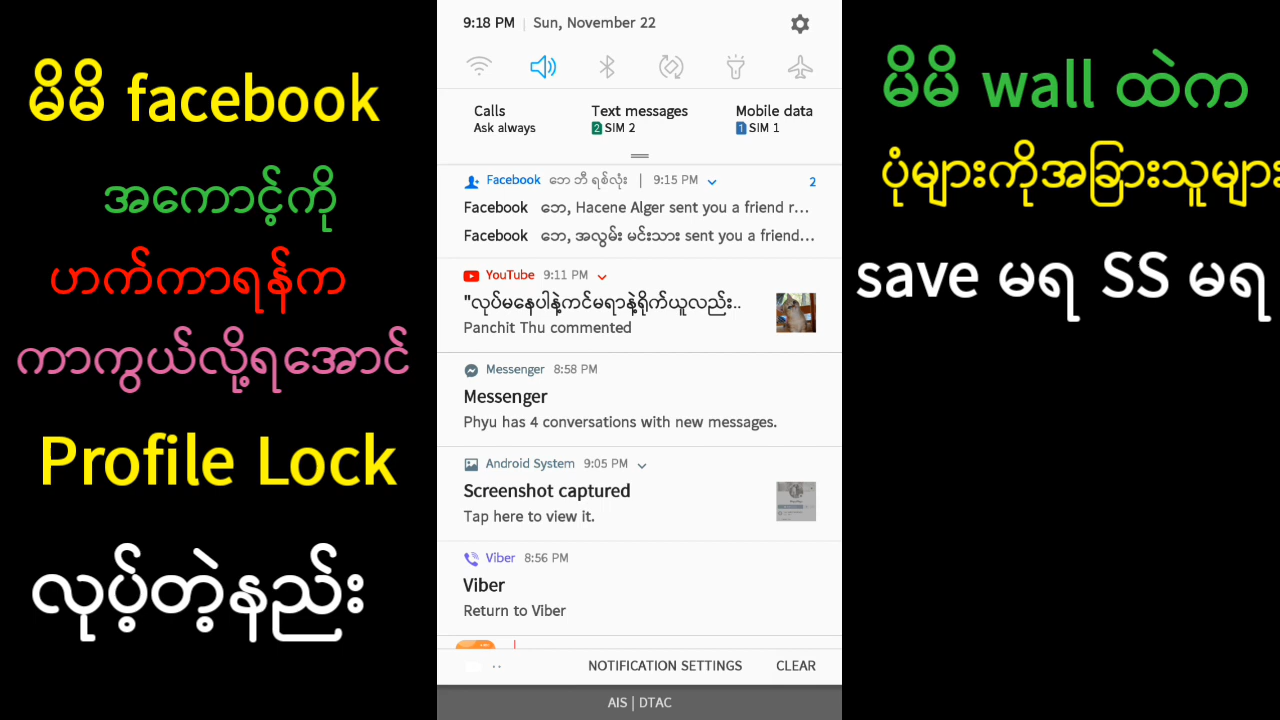 မိမိ facebook
အကောင့်ကို
ဟက်ကာရန်က
ကာကွယ်လို့ရအောင်
Profile Lock
လုပ့်တဲ့နည်း
9:18 PM | Sun, November 22
Calls
Ask always
Text messages
2 SIM 2
Mobile data
1 SIM 1
Facebook ဘေ ဘီ ရစ်လုံး | 9:15 PM 2
Facebook ဘေ, Hacene Alger sent you a friend r…
Facebook ဘေ, အလွမ်း မင်းသား sent you a friend…
YouTube 9:11 PM
"လုပ်မနေပါနဲ့ကင်မရာနဲ့ရိုက်ယူလည်း..
Panchit Thu commented
Messenger 8:58 PM
Messenger
Phyu has 4 conversations with new messages.
Android System 9:05 PM
Screenshot captured
Tap here to view it.
Viber 8:56 PM
Viber
Return to Viber
NOTIFICATION SETTINGS CLEAR
AIS | DTAC
မိမိ wall ထဲက
ပုံများကိုအခြားသူများ
save မရ SS မရ